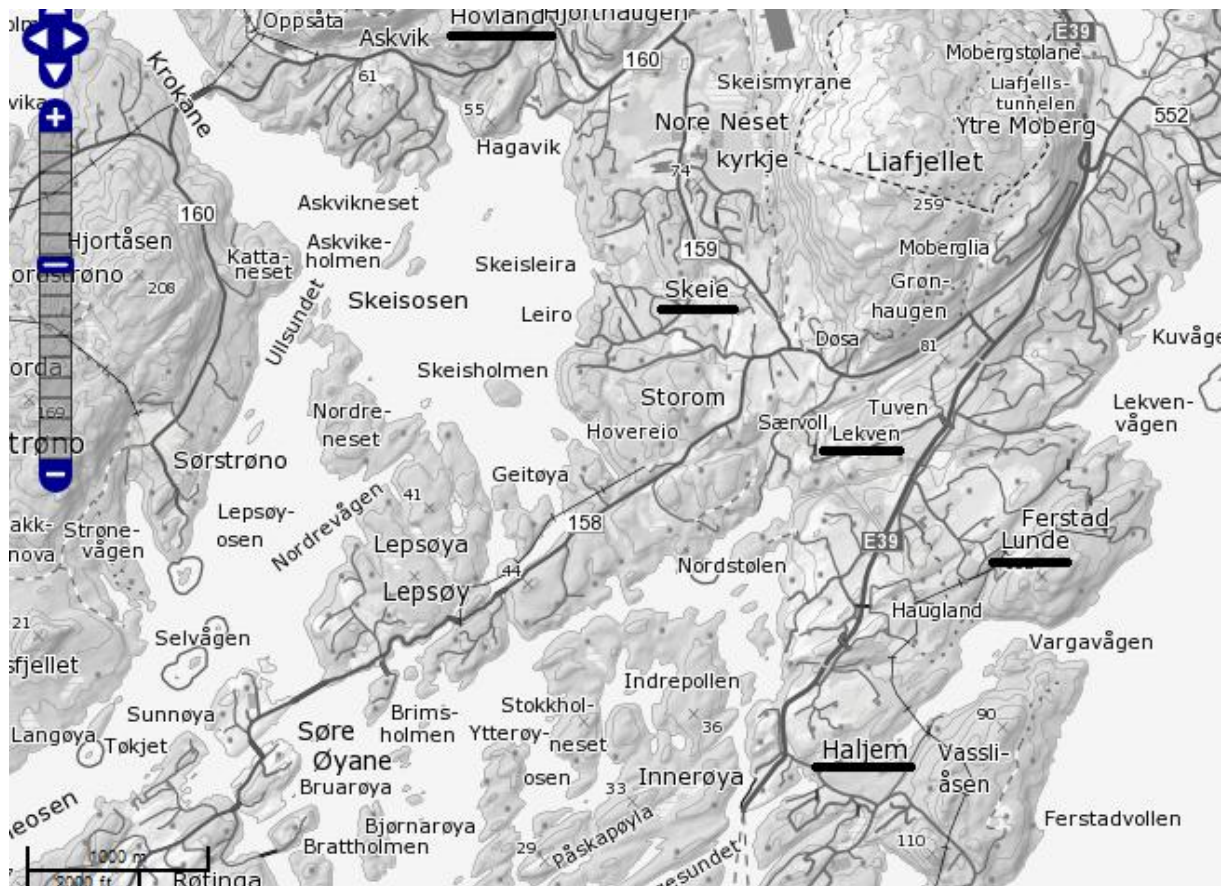 Oppsåta
Hovland
Hjorthaugen
Askvik
E39
Mobergstølane
160
61
Krokane
Skeismyrane
Liafjells-
tunnelen
55
552
Nore Neset
kyrkje
Ytre Moberg
Hagavik
Liafjellet
74
Askvikneset
259
160
Hjortåsen
Askvike-
holmen
Katta-
neset
159
Moberglia
Skeisleira
208
Skeie
Grøn-
haugen
Skeisosen
Leiro
Ullsundet
Døsa
81
Skeisholmen
169
Storom
Tuven
Lekven-
vågen
Nordre-
neset
Særvoll
Hovereio
Lekven
Sørstrøno
Geitøya
41
Nordrevågen
Lepsøy-
osen
Strøne-
vågen
158
Ferstad
Lunde
E39
Lepsøya
Nordstølen
44
Lepsøy
Haugland
21
Selvågen
Vargavågen
sfjellet
Indrepollen
Stokkhol-
neset
Sunnøya
Brims-
holmen
90
36
Langøya
Tøkjet
Søre
Øyane
Ytterøy-
osen
Haljem
Vassli-
åsen
Innerøya
Bruarøya
33
Bjørnarøya
Ferstadvollen
Påskapøyla
110
Brattholmen
29
1000 m
2000 ft
Røtinga